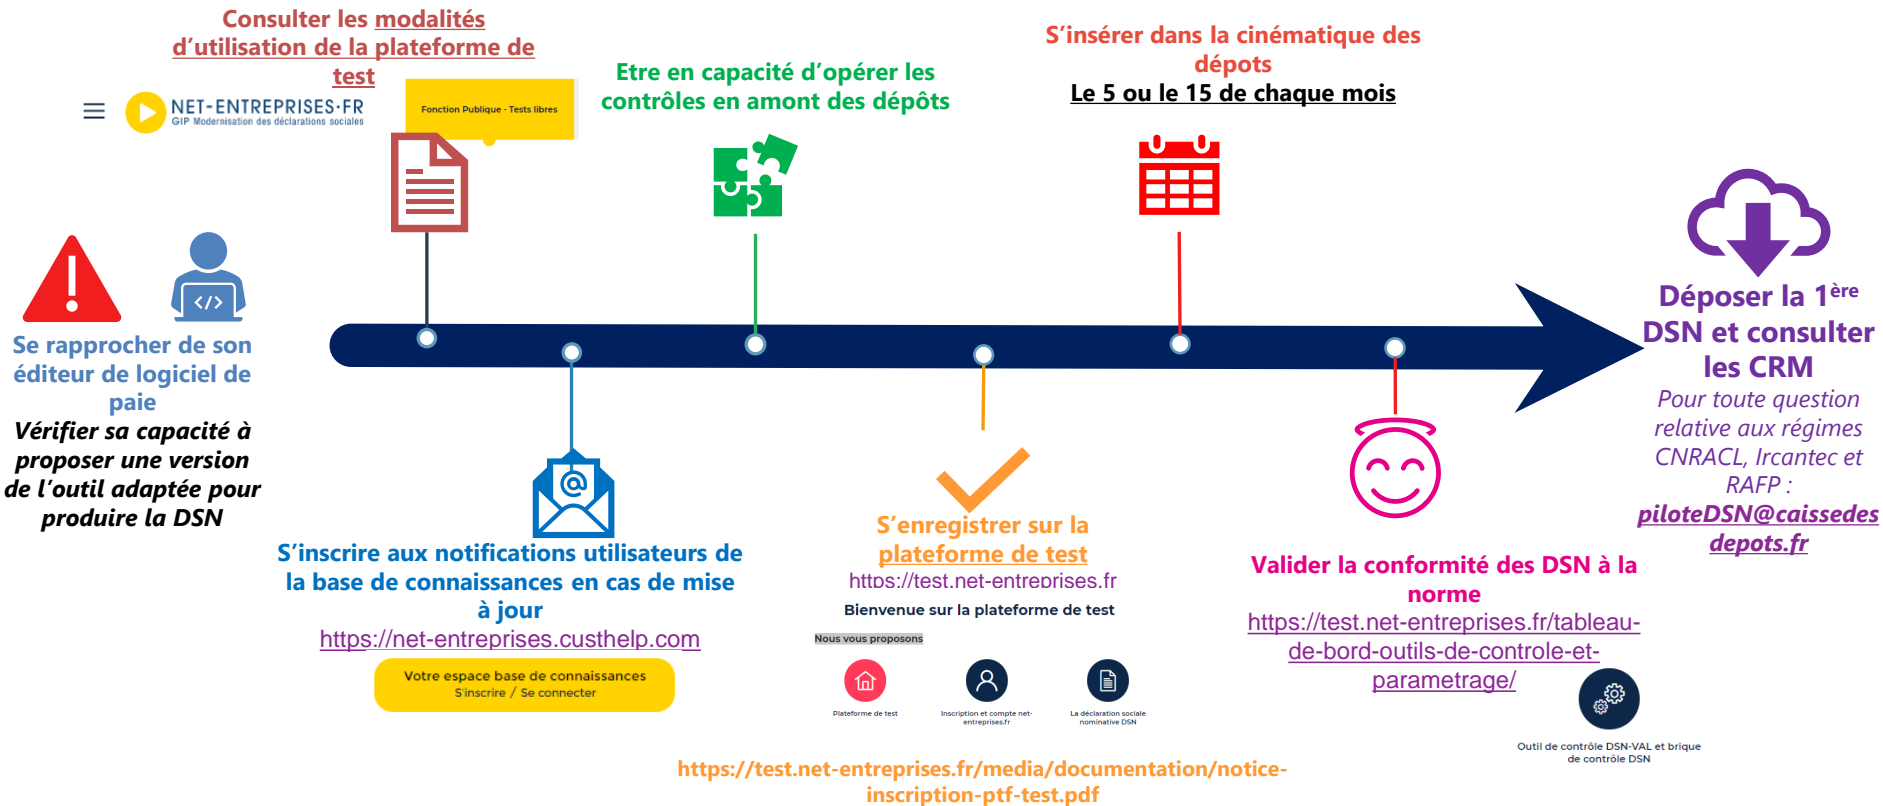 Consulter les modalités
d'utilisation de la plateforme de
test
NET-ENTREPRISES·FR
GIP Modernisation des déclarations sociales
Fonction Publique - Tests libres
Etre en capacité d'opérer les
contrôles en amont des dépôts
S'insérer dans la cinématique des
dépots
Le 5 ou le 15 de chaque mois
</>
Se rapprocher de son
éditeur de logiciel de
paie
Vérifier sa capacité à
proposer une version
de l'outil adaptée pour
produire la DSN
@
S'inscrire aux notifications utilisateurs de
la base de connaissances en cas de mise
à jour
https://net-entreprises.custhelp.com
Votre espace base de connaissances
S'inscrire / Se connecter
S'enregistrer sur la
plateforme de test
https://test.net-entreprises.fr
Bienvenue sur la plateforme de test
Nous vous proposons
Plateforme de test
Inscription et compte net-
entreprises.fr
La déclaration sociale
nominative DSN
https://test.net-entreprises.fr/media/documentation/notice-
inscription-ptf-test.pdf
Valider la conformité des DSN à la
norme
https://test.net-entreprises.fr/tableau-
de-bord-outils-de-controle-et-
parametrage/
Outil de contrôle DSN-VAL et brique
de contrôle DSN
Déposer la 1ère
DSN et consulter
les CRM
Pour toute question
relative aux régimes
CNRACL, Ircantec et
RAFP :
piloteDSN@caissedes
depots.fr